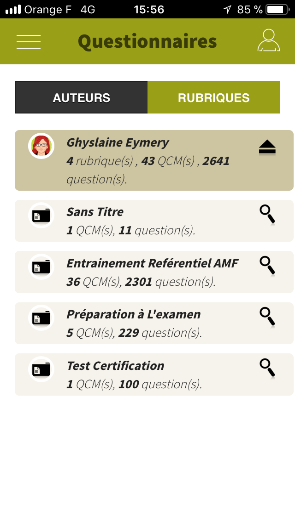 Orange F 4G 15:56 85 %
Questionnaires
AUTEURS RUBRIQUES
Ghyslaine Eymery
4 rubrique(s) , 43 QCM(s) , 2641
question(s).
Sans Titre
1 QCM(s), 11 question(s).
Entrainement Reférentiel AMF
36 QCM(s), 2301 question(s).
Préparation à L'examen
5 QCM(s), 229 question(s).
Test Certification
1 QCM(s), 100 question(s).